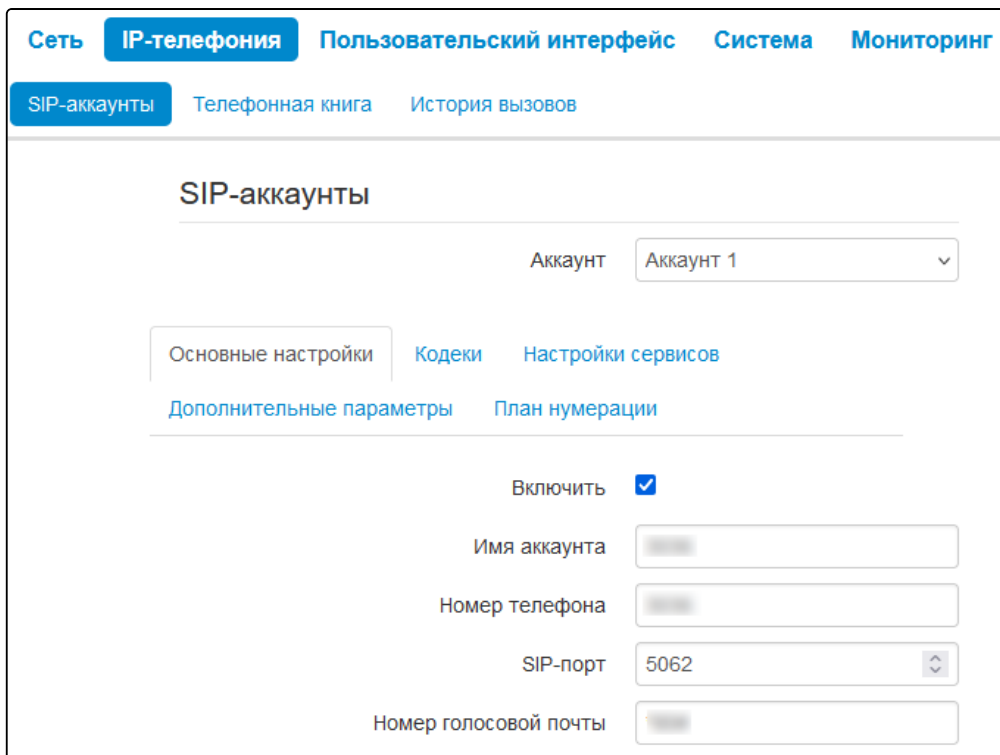 Сеть IP-телефония Пользовательский интерфейс Система Мониторинг
SIP-аккаунты Телефонная книга История вызовов
SIP-аккаунты
Аккаунт Аккаунт 1
Основные настройки Кодеки Настройки сервисов
Дополнительные параметры План нумерации
Включить
Имя аккаунта
Номер телефона
SIP-порт 5062
Номер голосовой почты